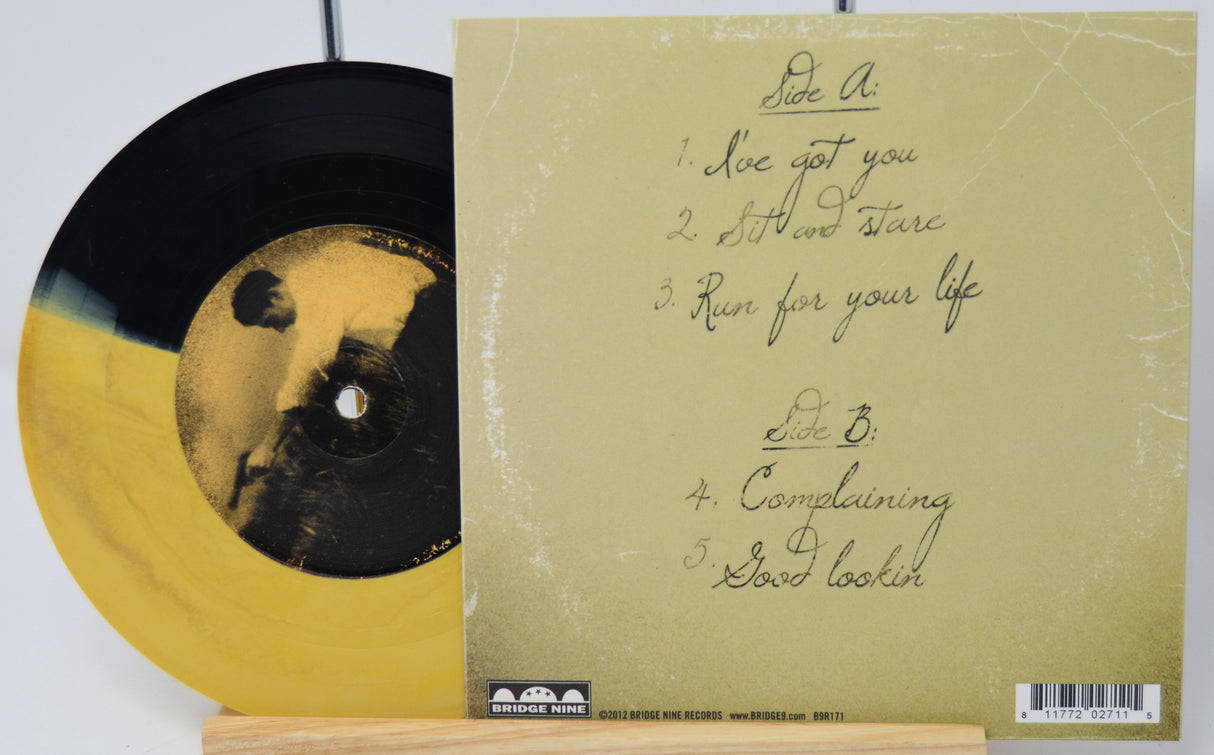 Side A:
1. I've got you
2. Sit and stare
3. Run for your life
Side B:
4. Complaining
5. Good lookin
BRIDGE NINE
©2012 BRIDGE NINE RECORDS www.BRIDGE9.com B9R171
8 11772 02711 5